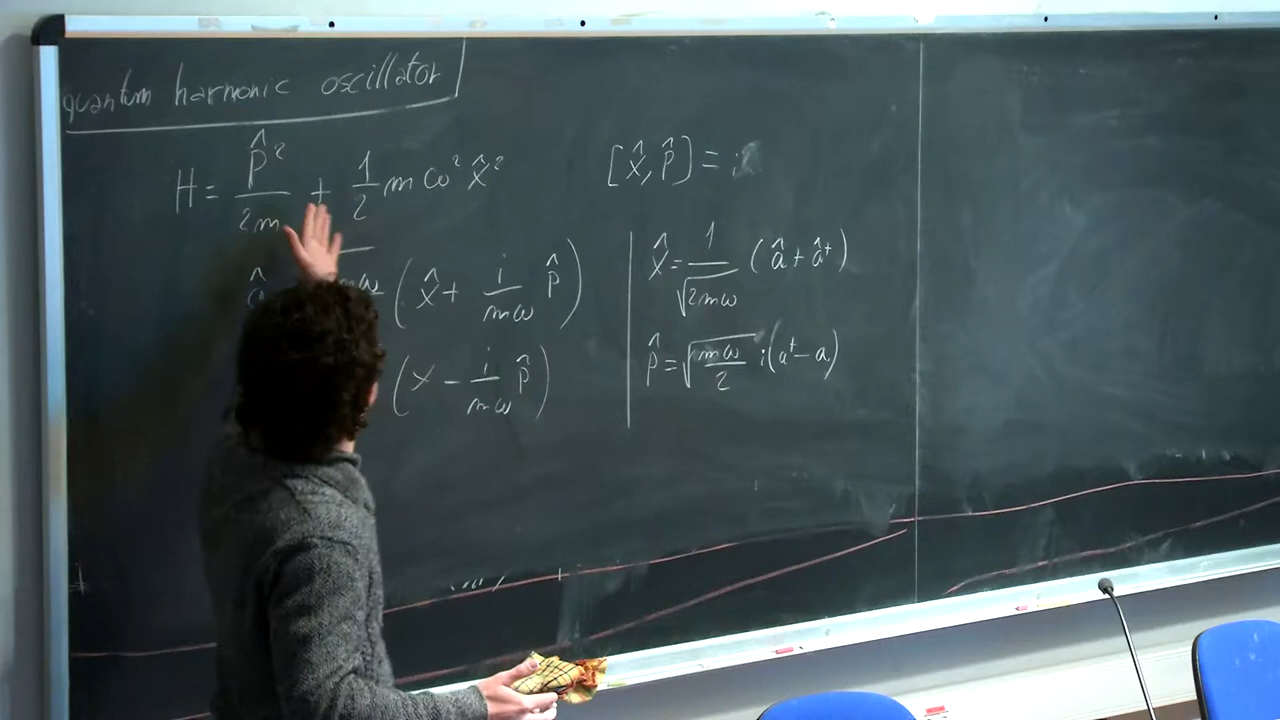 quantum harmonic oscillator
H = p̂²/2m + 1/2 m ω² x̂²
[x̂, p̂] = i
(x̂ + i/mω p̂)
(x − i/mω p̂)
x̂ = 1/√2mω (â + â†)
p̂ = √mω/2 i(a† − a)